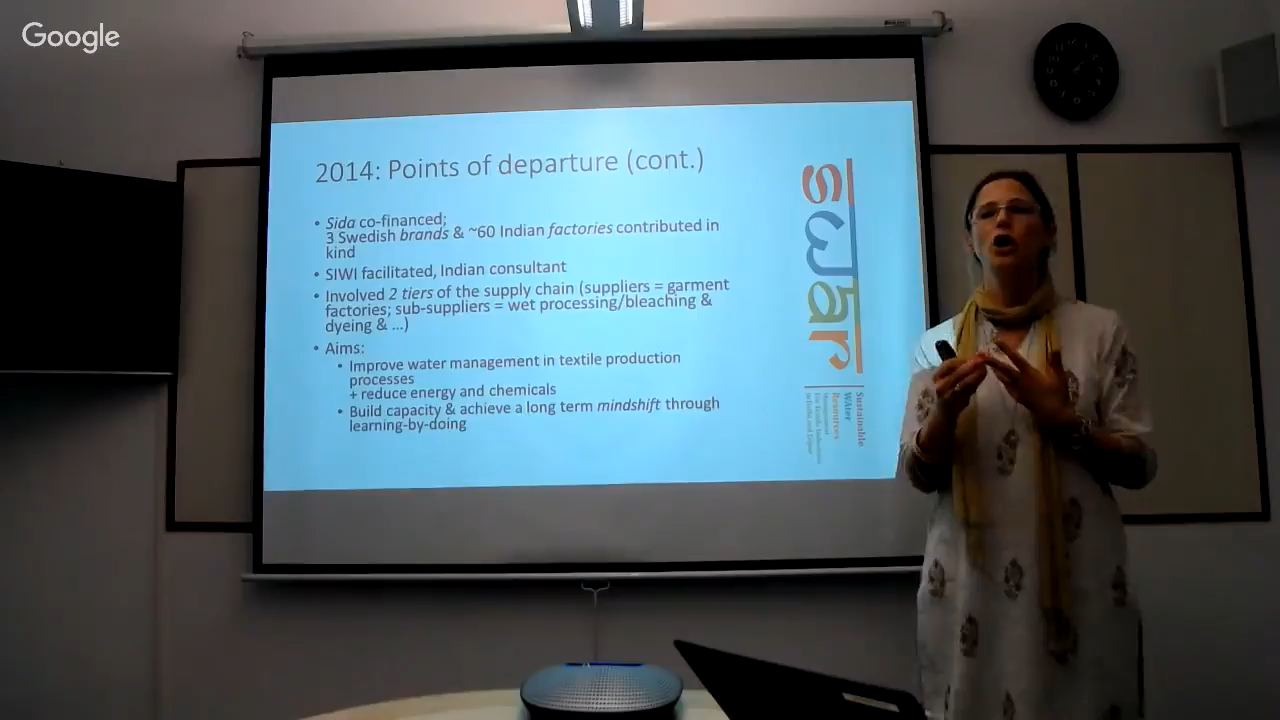 Google
2014: Points of departure (cont.)
• Sida co-financed;
3 Swedish brands & ~60 Indian factories contributed in
kind
• SIWI facilitated, Indian consultant
• Involved 2 tiers of the supply chain (suppliers = garment
factories; sub-suppliers = wet processing/bleaching &
dyeing & ...)
• Aims:
• Improve water management in textile production
processes
+ reduce energy and chemicals
• Build capacity & achieve a long term mindshift through
learning-by-doing
swar
Sustainable
WAter
Resources